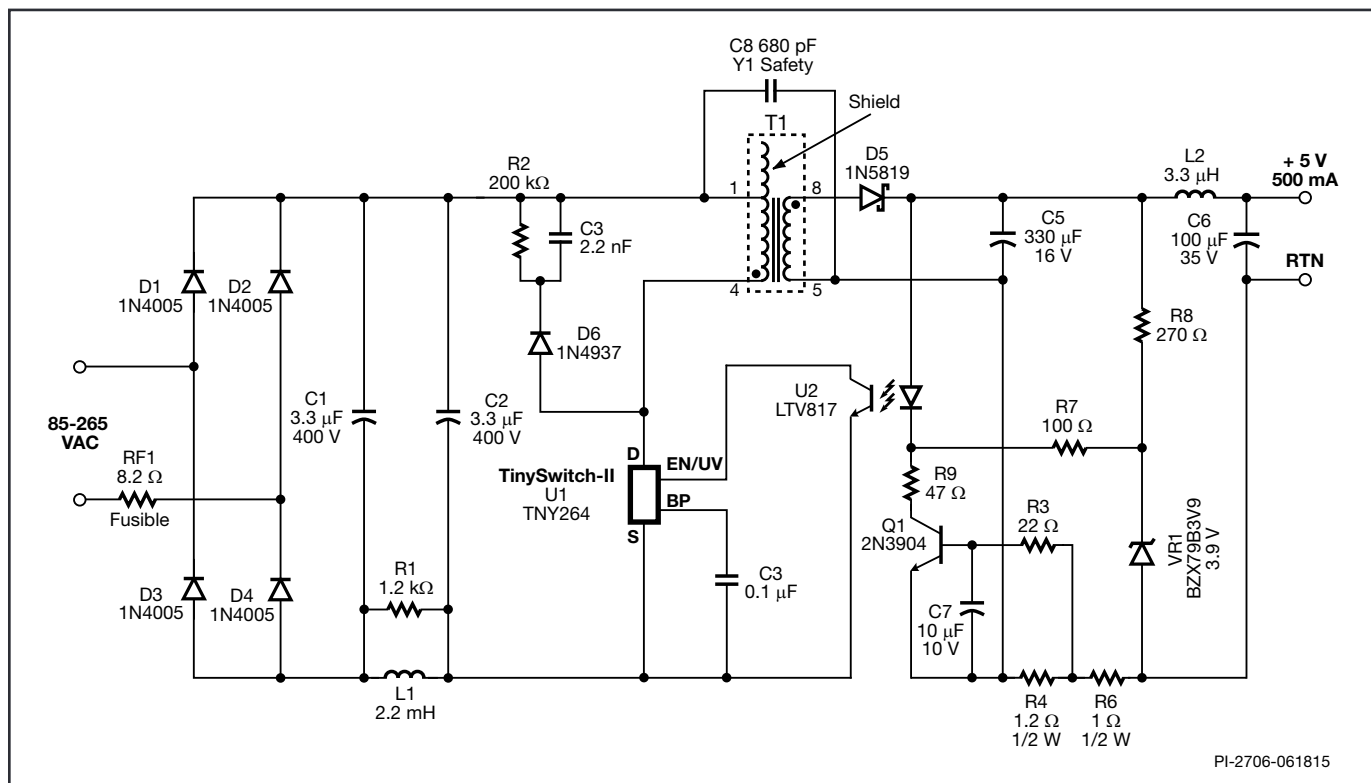 C8 680 pF
Y1 Safety
Shield
T1
D5
1N5819
L2
3.3 µH
+ 5 V
500 mA
R2
200 kΩ
1
8
C3
2.2 nF
C5
330 µF
16 V
C6
100 µF
35 V
RTN
D1
1N4005
D2
1N4005
4
5
D6
1N4937
R8
270 Ω
85-265
VAC
C1
3.3 µF
400 V
C2
3.3 µF
400 V
U2
LTV817
R7
100 Ω
RF1
8.2 Ω
Fusible
D
EN/UV
TinySwitch-II
U1
TNY264
BP
S
R9
47 Ω
Q1
2N3904
R3
22 Ω
VR1
BZX79B3V9
3.9 V
D3
1N4005
D4
1N4005
R1
1.2 kΩ
C3
0.1 µF
C7
10 µF
10 V
L1
2.2 mH
R4
1.2 Ω
1/2 W
R6
1 Ω
1/2 W
PI-2706-061815